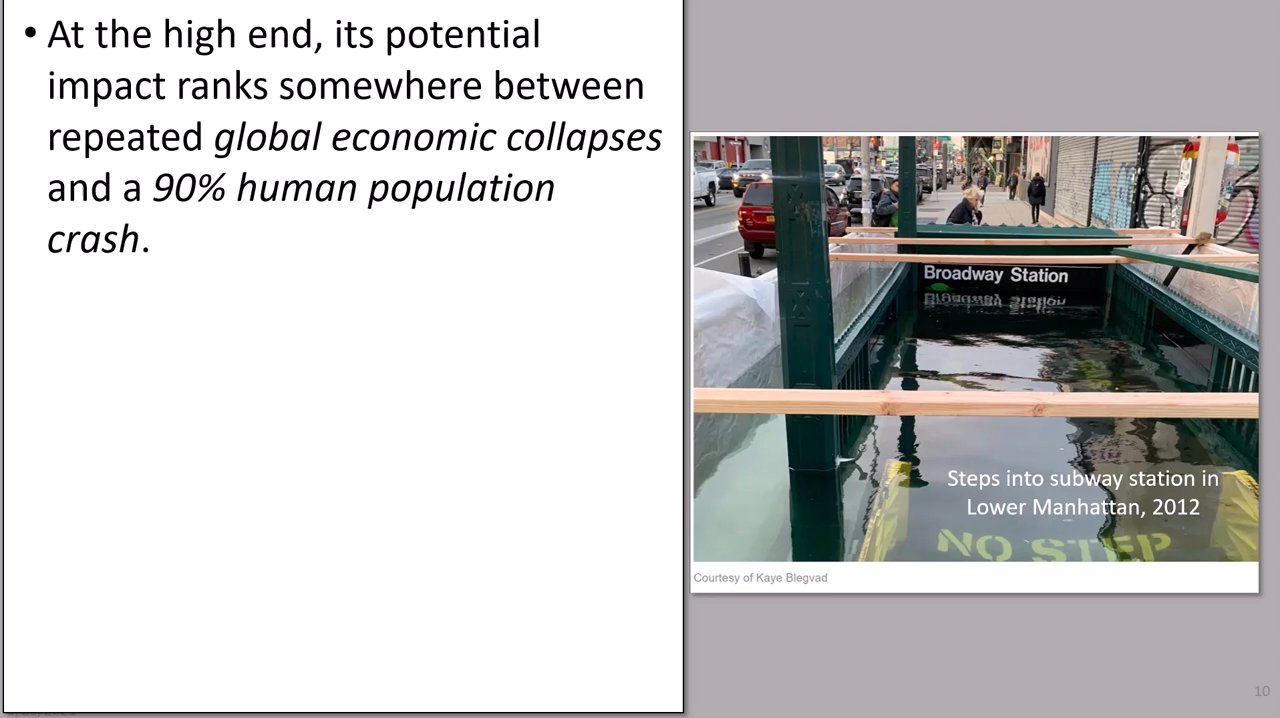 • At the high end, its potential
impact ranks somewhere between
repeated global economic collapses
and a 90% human population
crash.
Broadway Station
Steps into subway station in
Lower Manhattan, 2012
NO STEP
Courtesy of Kaye Blegvad
10